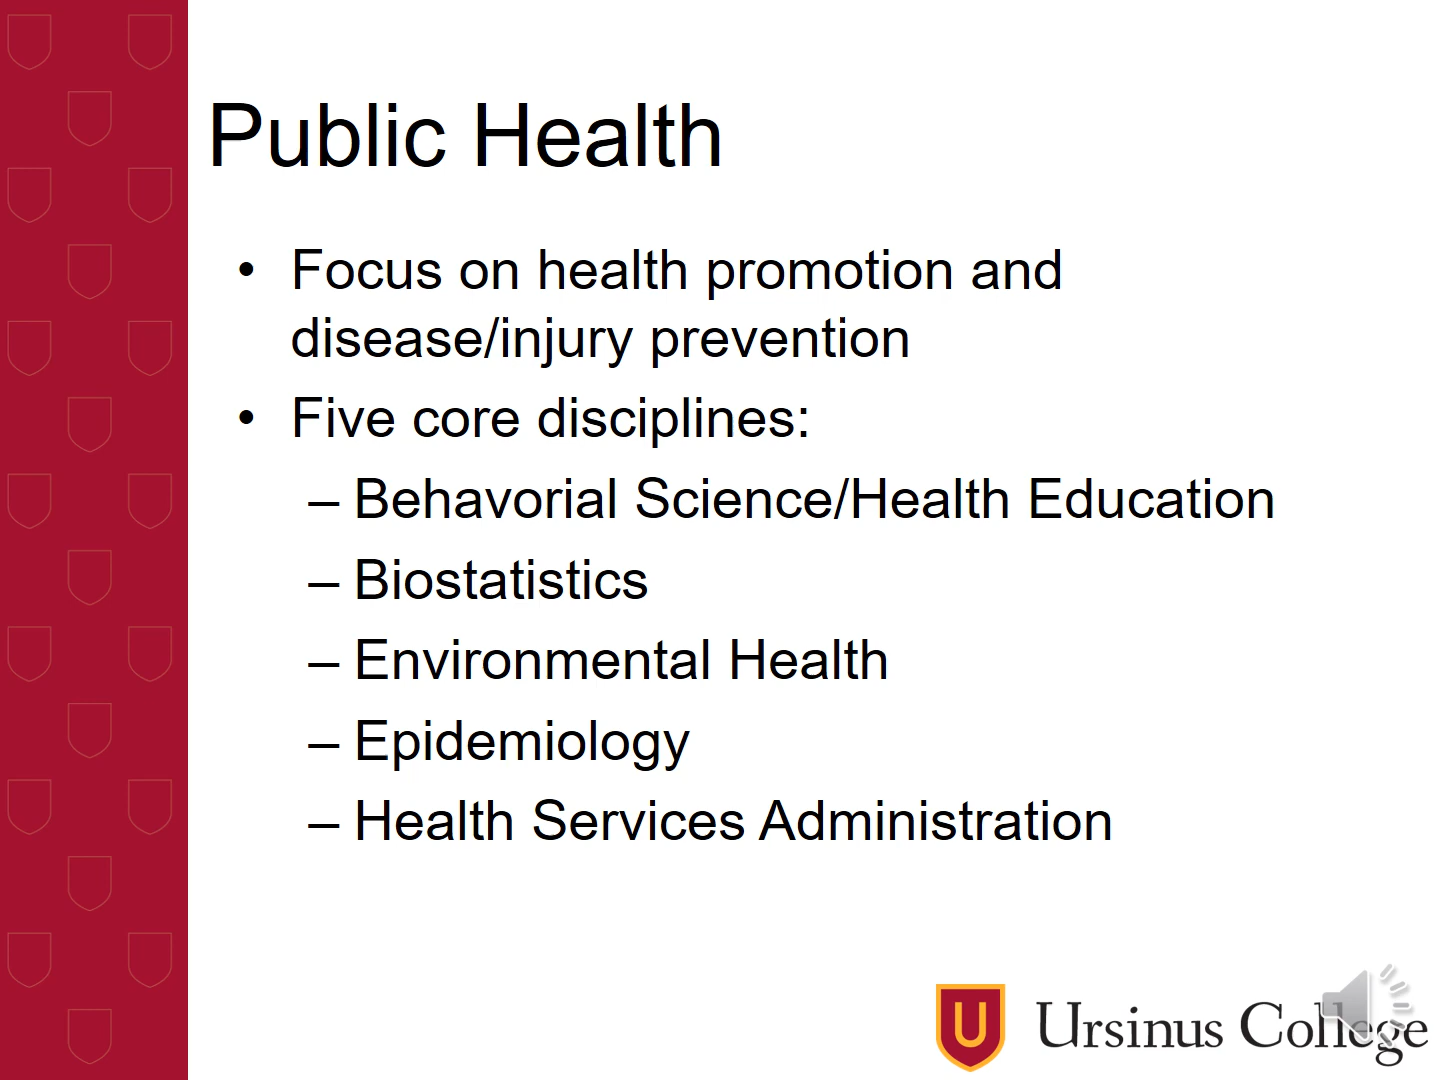 Public Health
• Focus on health promotion and
disease/injury prevention
• Five core disciplines:
– Behavorial Science/Health Education
– Biostatistics
– Environmental Health
– Epidemiology
– Health Services Administration
U
Ursinus College